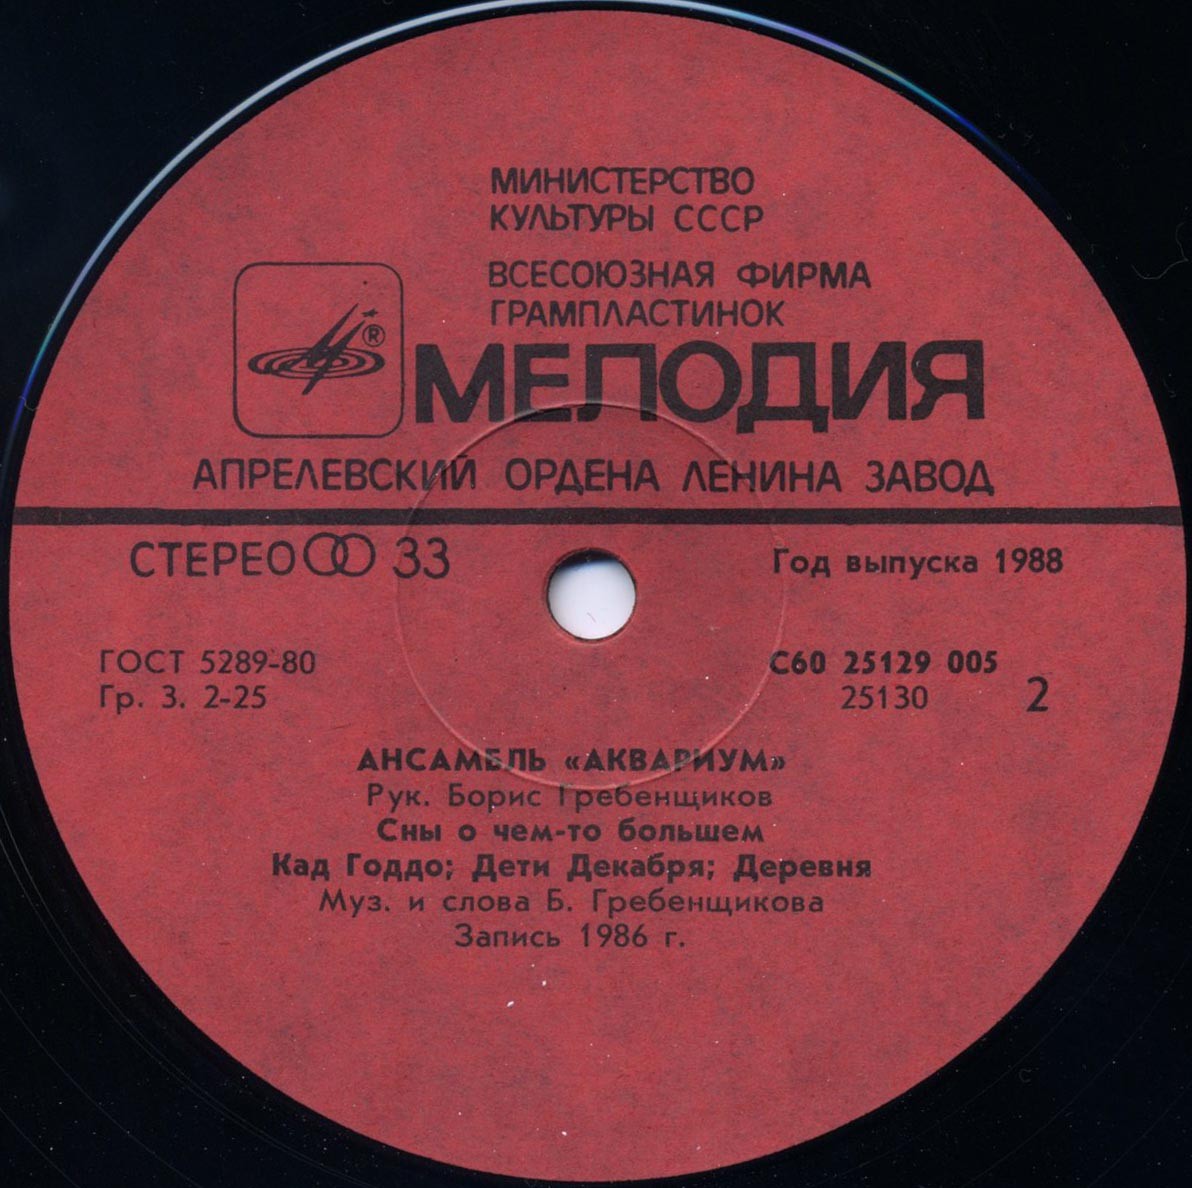 МИНИСТЕРСТВО
КУЛЬТУРЫ СССР
ВСЕСОЮЗНАЯ ФИРМА
ГРАМПЛАСТИНОК
®
МЕЛОДИЯ
АПРЕЛЕВСКИЙ ОРДЕНА ЛЕНИНА ЗАВОД
СТЕРЕО 33
Год выпуска 1988
ГОСТ 5289-80
Гр. 3. 2-25
С60 25129 005
25130
2
АНСАМБЛЬ «АКВАРИУМ»
Рук. Борис Гребенщиков
Сны о чем-то большем
Кад Годдо; Дети Декабря; Деревня
Муз. и слова Б. Гребенщикова
Запись 1986 г.